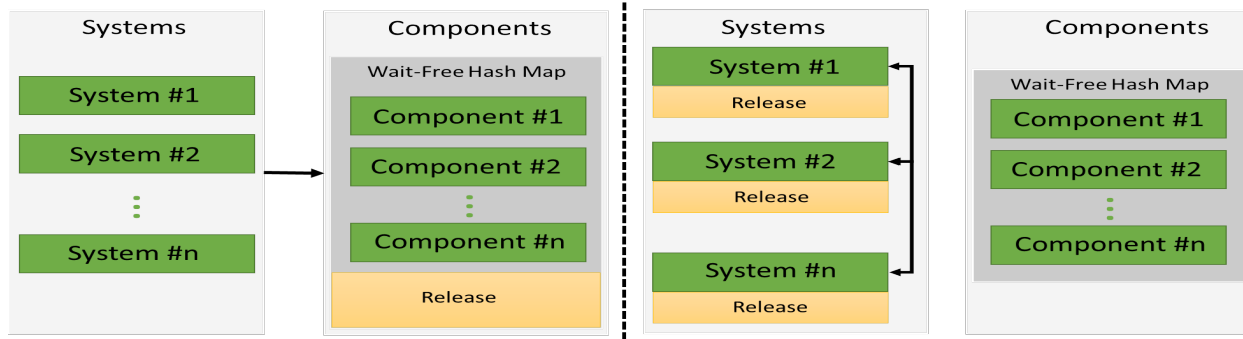 Systems
System #1
System #2
System #n
Components
Wait-Free Hash Map
Component #1
Component #2
Component #n
Release
Systems
System #1
Release
System #2
Release
System #n
Release
Components
Wait-Free Hash Map
Component #1
Component #2
Component #n